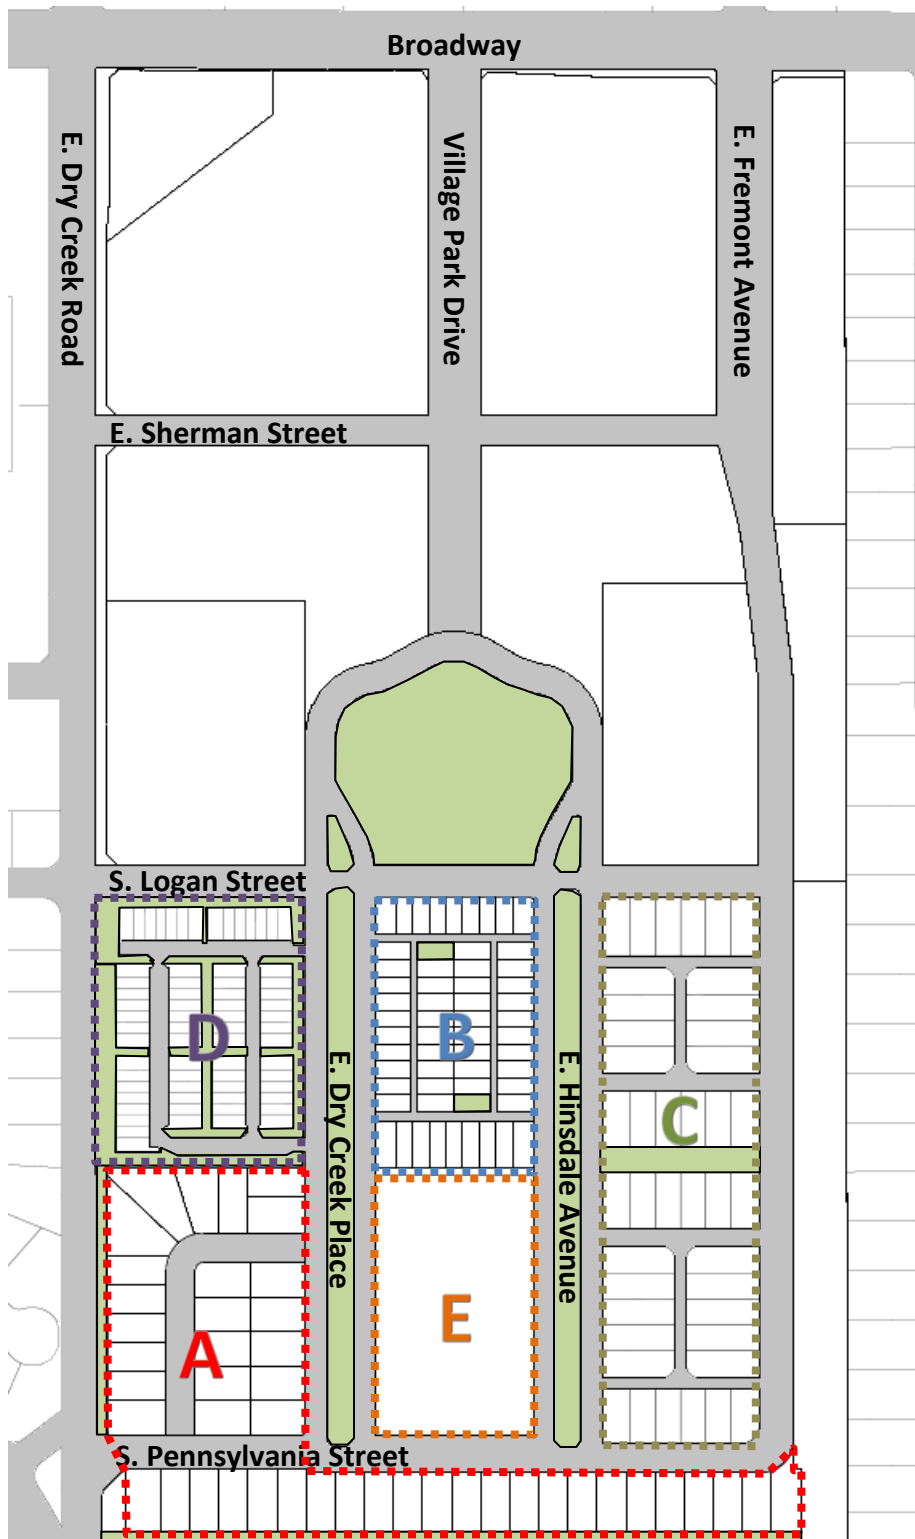 Broadway
E. Dry Creek Road
Village Park Drive
E. Fremont Avenue
E. Sherman Street
S. Logan Street
D
B
C
E. Dry Creek Place
E. Hinsdale Avenue
A
E
S. Pennsylvania Street